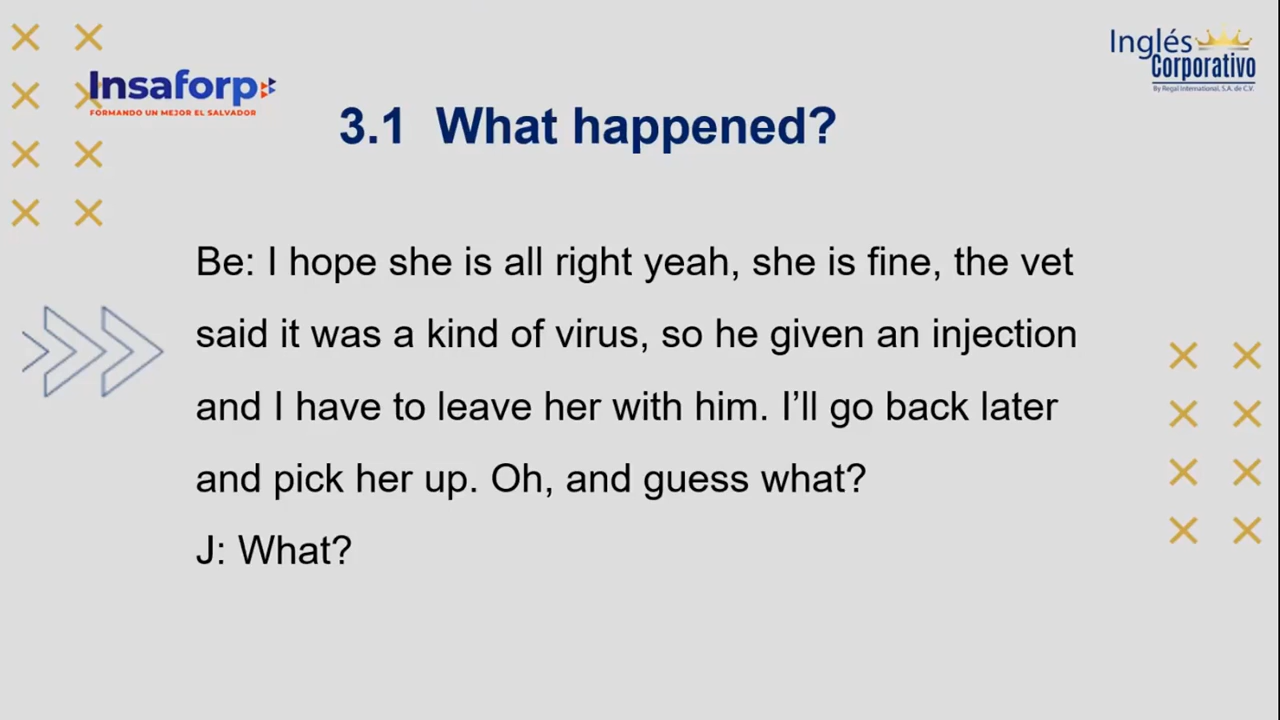 Insaforp
FORMANDO UN MEJOR EL SALVADOR
Inglés
Corporativo
By Regal International, S.A. de C.V.
3.1 What happened?
Be: I hope she is all right yeah, she is fine, the vet
said it was a kind of virus, so he given an injection
and I have to leave her with him. I’ll go back later
and pick her up. Oh, and guess what?
J: What?